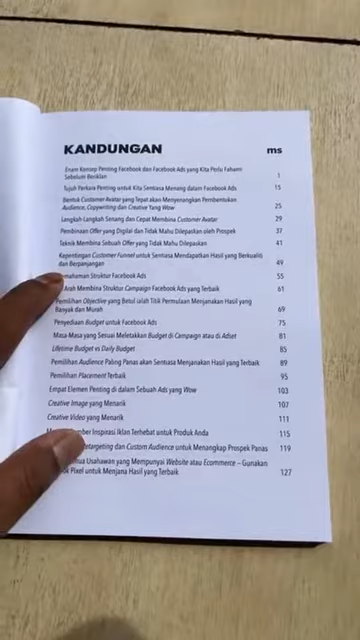 KANDUNGAN ms
Enam Konsep Penting Facebook dan Facebook Ads yang Kita Perlu Fahami
Sebelum Beriklan 1
Tujuh Perkara Penting untuk Kita Sentiasa Menang dalam Facebook Ads 15
Bentuk Customer Avatar yang Tepat akan Menyenangkan Pembentukan
Audience, Copywriting dan Creative Yang Wow 25
Langkah-Langkah Senang dan Cepat Membina Customer Avatar 29
Pembinaan Offer yang Digilai dan Tidak Mahu Dilepaskan oleh Prospek 37
Teknik Membina Sebuah Offer yang Tidak Mahu Dilepaskan 41
Kepentingan Customer Funnel untuk Sentiasa Mendapatkan Hasil yang Berkualiti
dan Berpanjangan 49
Pemahaman Struktur Facebook Ads 55
Arah Membina Struktur Campaign Facebook Ads yang Terbaik 61
Pemilihan Objective yang Betul ialah Titik Permulaan Menjanakan Hasil yang
Banyak dan Murah 69
Penyediaan Budget untuk Facebook Ads 75
Masa-Masa yang Sesuai Meletakkan Budget di Campaign atau di Adset 81
Lifetime Budget vs Daily Budget 85
Pemilihan Audience Paling Panas akan Sentiasa Menjanakan Hasil yang Terbaik 89
Pemilihan Placement Terbaik 95
Empat Elemen Penting di dalam Sebuah Ads yang Wow 103
Creative Image yang Menarik 107
Creative Video yang Menarik 111
Inspirasi Iklan Terhebat untuk Produk Anda 115
dan Custom Audience untuk Menangkap Prospek Panas 119
Usahawan yang Mempunyai Website atau Ecommerce – Gunakan
Pixel untuk Menjana Hasil yang Terbaik 127